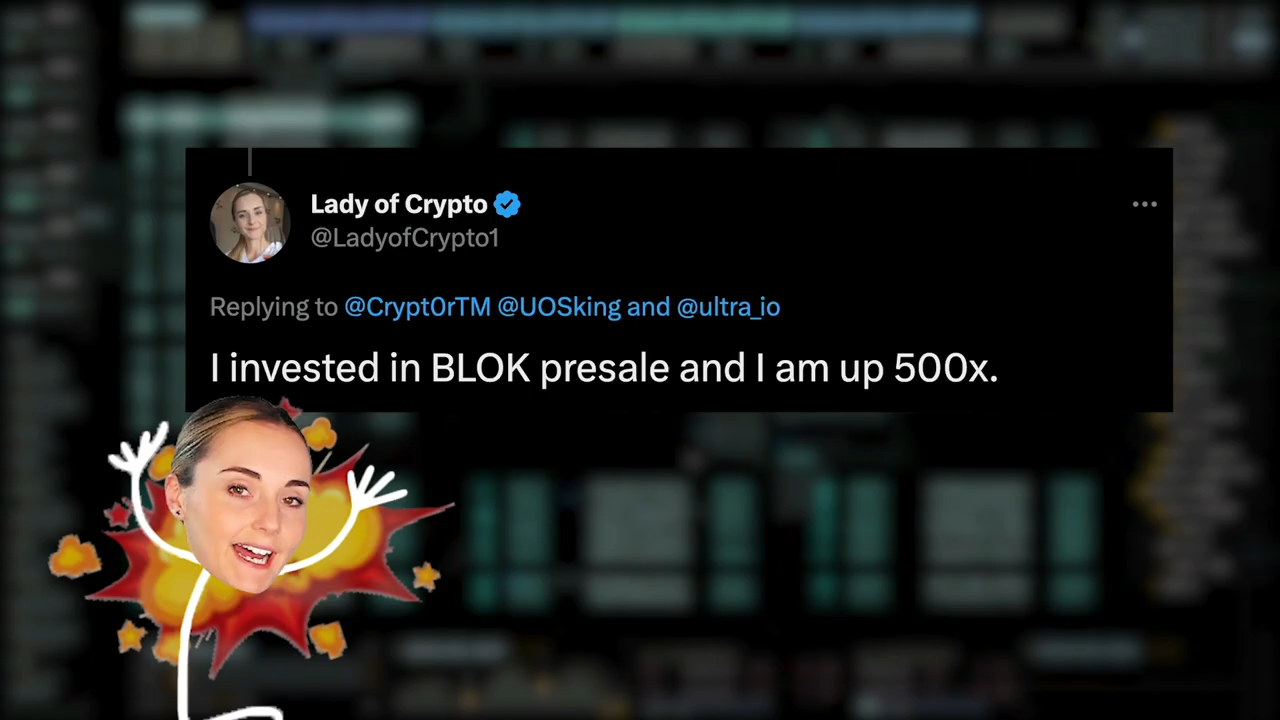 Lady of Crypto
@LadyofCrypto1
Replying to @Crypt0rTM @UOSking and @ultra_io
I invested in BLOK presale and I am up 500x.